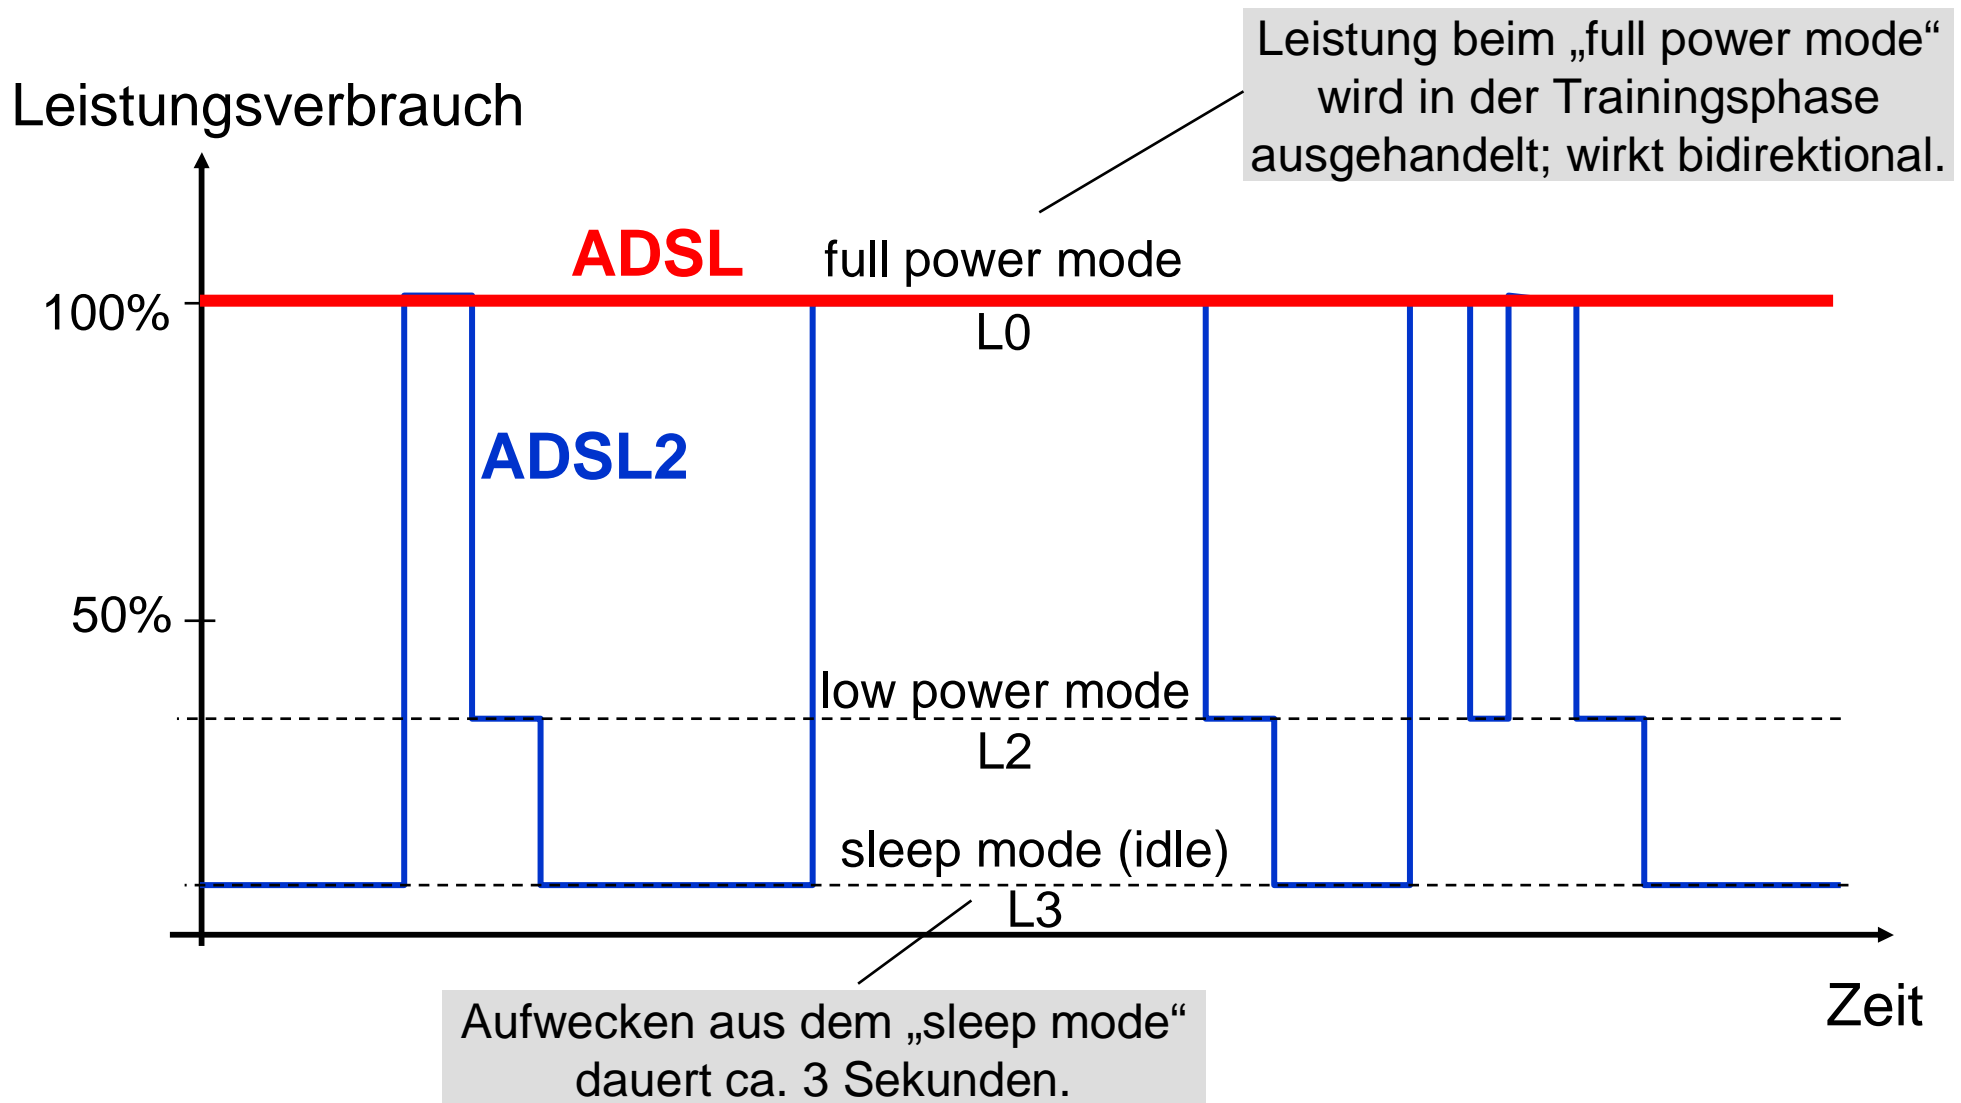 Leistung beim „full power mode“
wird in der Trainingsphase
ausgehandelt; wirkt bidirektional.
Leistungsverbrauch
ADSL
full power mode
100%
L0
ADSL2
50%
low power mode
L2
sleep mode (idle)
L3
Zeit
Aufwecken aus dem „sleep mode“
dauert ca. 3 Sekunden.